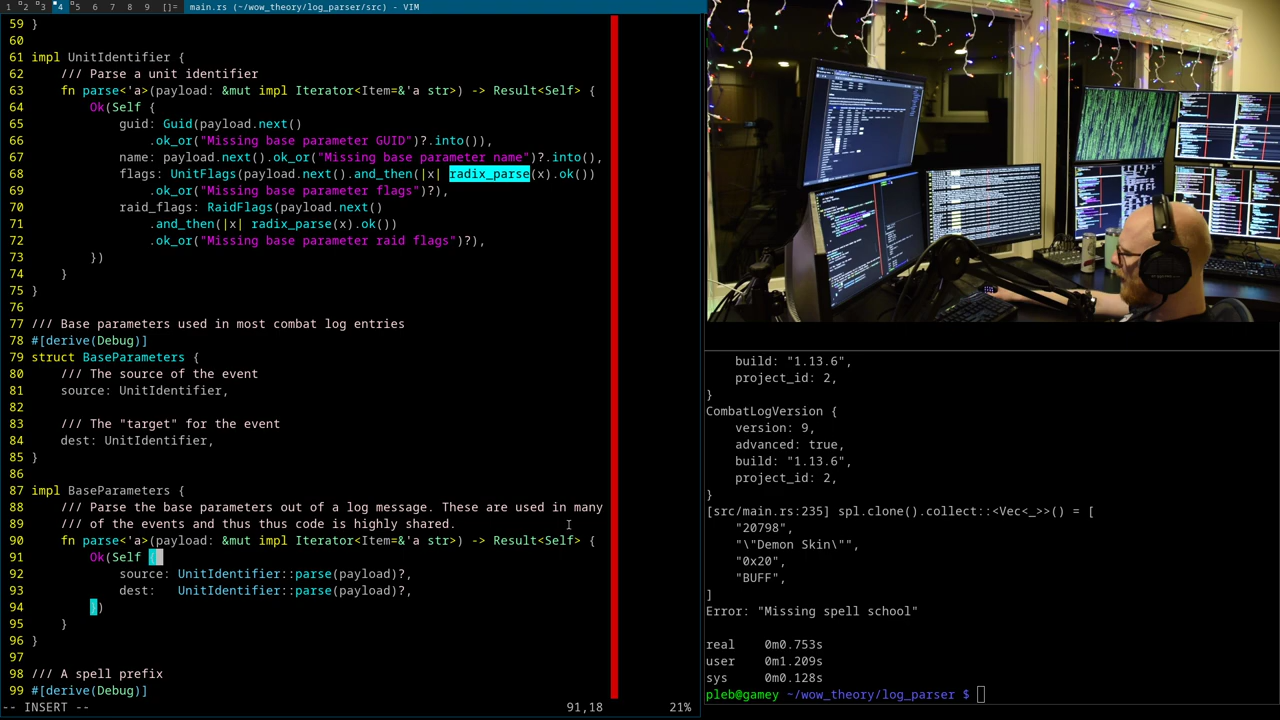 1 2 3 4 5 6 7 8 9 []= main.rs (~/wow_theory/log_parser/src) - VIM
59 }
60
61 impl UnitIdentifier {
62     /// Parse a unit identifier
63     fn parse<'a>(payload: &mut impl Iterator<Item=&'a str>) -> Result<Self> {
64         Ok(Self {
65             guid: Guid(payload.next()
66                 .ok_or("Missing base parameter GUID")?.into()),
67             name: payload.next().ok_or("Missing base parameter name")?.into(),
68             flags: UnitFlags(payload.next().and_then(|x| radix_parse(x).ok())
69                 .ok_or("Missing base parameter flags")?),
70             raid_flags: RaidFlags(payload.next()
71                 .and_then(|x| radix_parse(x).ok())
72                 .ok_or("Missing base parameter raid flags")?),
73         })
74     }
75 }
76
77 /// Base parameters used in most combat log entries
78 #[derive(Debug)]
79 struct BaseParameters {
80     /// The source of the event
81     source: UnitIdentifier,
82
83     /// The "target" for the event
84     dest: UnitIdentifier,
85 }
86
87 impl BaseParameters {
88     /// Parse the base parameters out of a log message. These are used in many
89     /// of the events and thus thus code is highly shared.
90     fn parse<'a>(payload: &mut impl Iterator<Item=&'a str>) -> Result<Self> {
91         Ok(Self {
92             source: UnitIdentifier::parse(payload)?,
93             dest:   UnitIdentifier::parse(payload)?,
94         })
95     }
96 }
97
98 /// A spell prefix
99 #[derive(Debug)]
-- INSERT -- 91,18 21%
    build: "1.13.6",
    project_id: 2,
}
CombatLogVersion {
    version: 9,
    advanced: true,
    build: "1.13.6",
    project_id: 2,
}
[src/main.rs:235] spl.clone().collect::<Vec<_>>() = [
    "20798",
    "\"Demon Skin\"",
    "0x20",
    "BUFF",
]
Error: "Missing spell school"
real    0m0.753s
user    0m1.209s
sys     0m0.128s
pleb@gamey ~/wow_theory/log_parser $